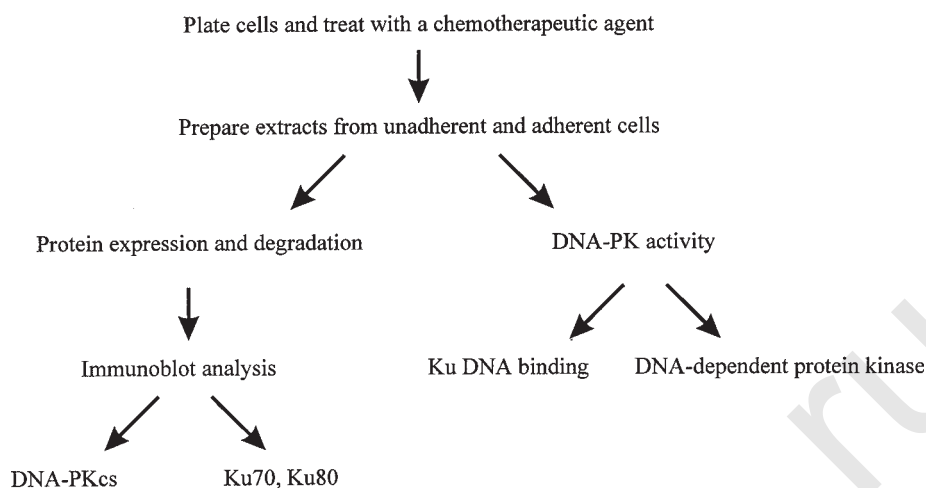 Plate cells and treat with a chemotherapeutic agent
Prepare extracts from unadherent and adherent cells
Protein expression and degradation
DNA-PK activity
Immunoblot analysis
Ku DNA binding
DNA-dependent protein kinase
DNA-PKcs
Ku70, Ku80
ru